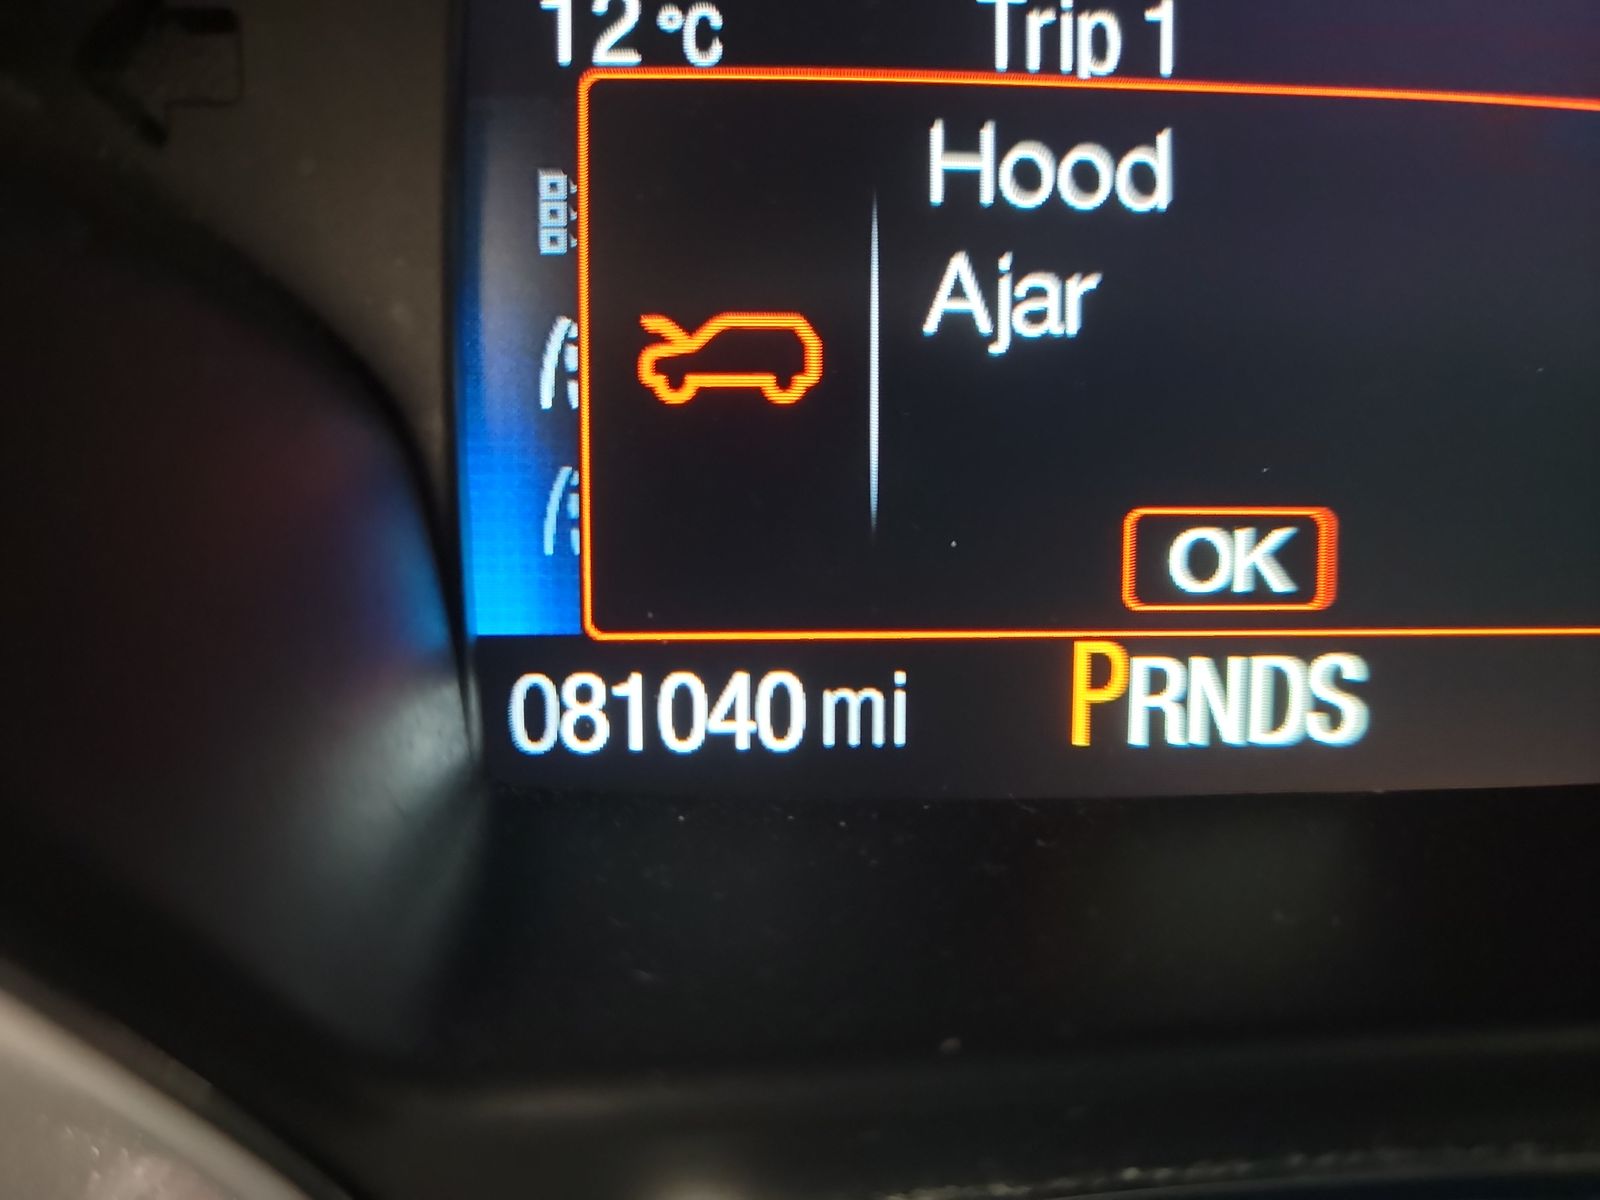 12 °C Trip 1
Hood
Ajar
OK
081040 mi PRNDS